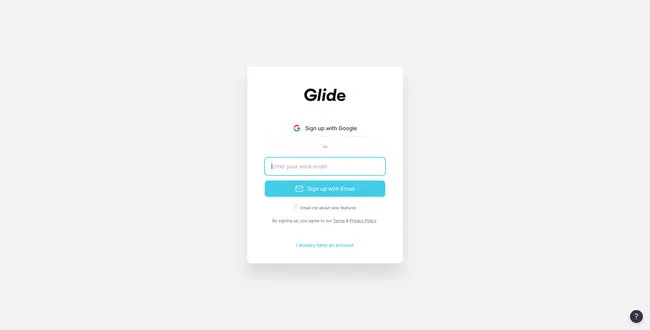 Glide
Sign up with Google
OR
Enter your work email
Sign up with Email
Email me about new features
By signing up, you agree to our Terms & Privacy Policy
I already have an account
?